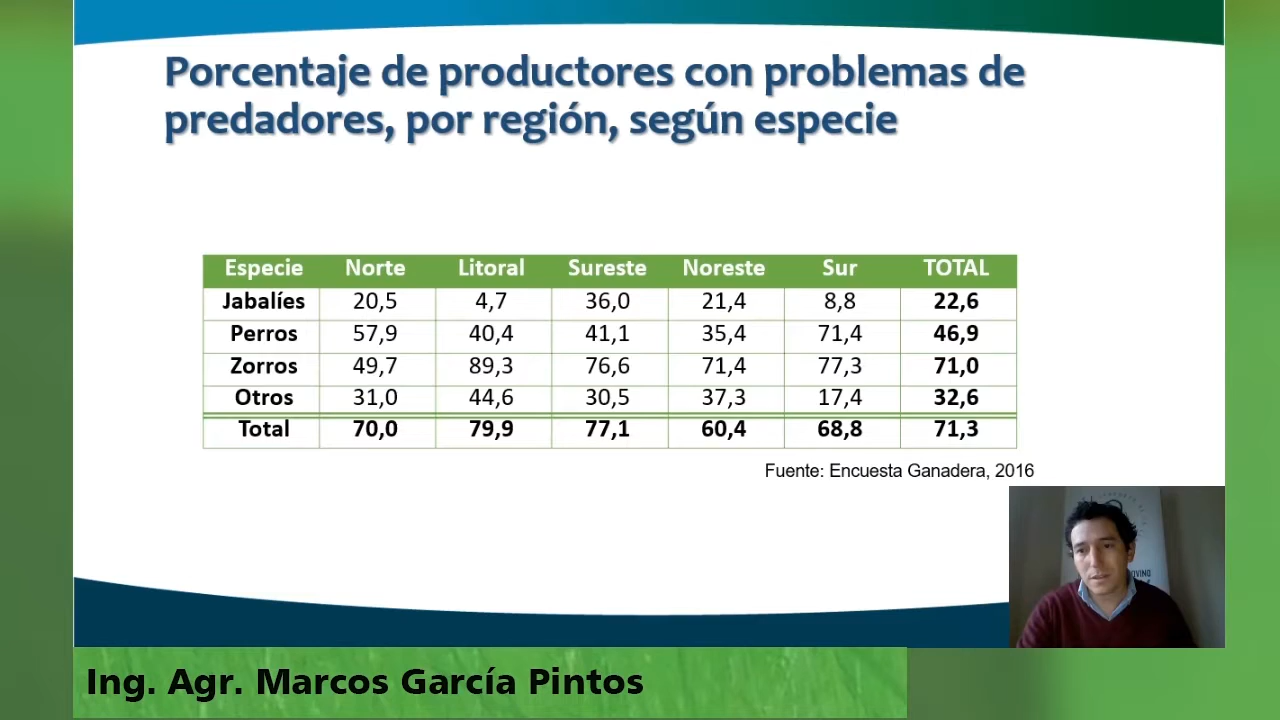 Porcentaje de productores con problemas de
predadores, por región, según especie
Especie Norte Litoral Sureste Noreste Sur TOTAL
Jabalíes 20,5 4,7 36,0 21,4 8,8 22,6
Perros 57,9 40,4 41,1 35,4 71,4 46,9
Zorros 49,7 89,3 76,6 71,4 77,3 71,0
Otros 31,0 44,6 30,5 37,3 17,4 32,6
Total 70,0 79,9 77,1 60,4 68,8 71,3
Fuente: Encuesta Ganadera, 2016
Ing. Agr. Marcos García Pintos